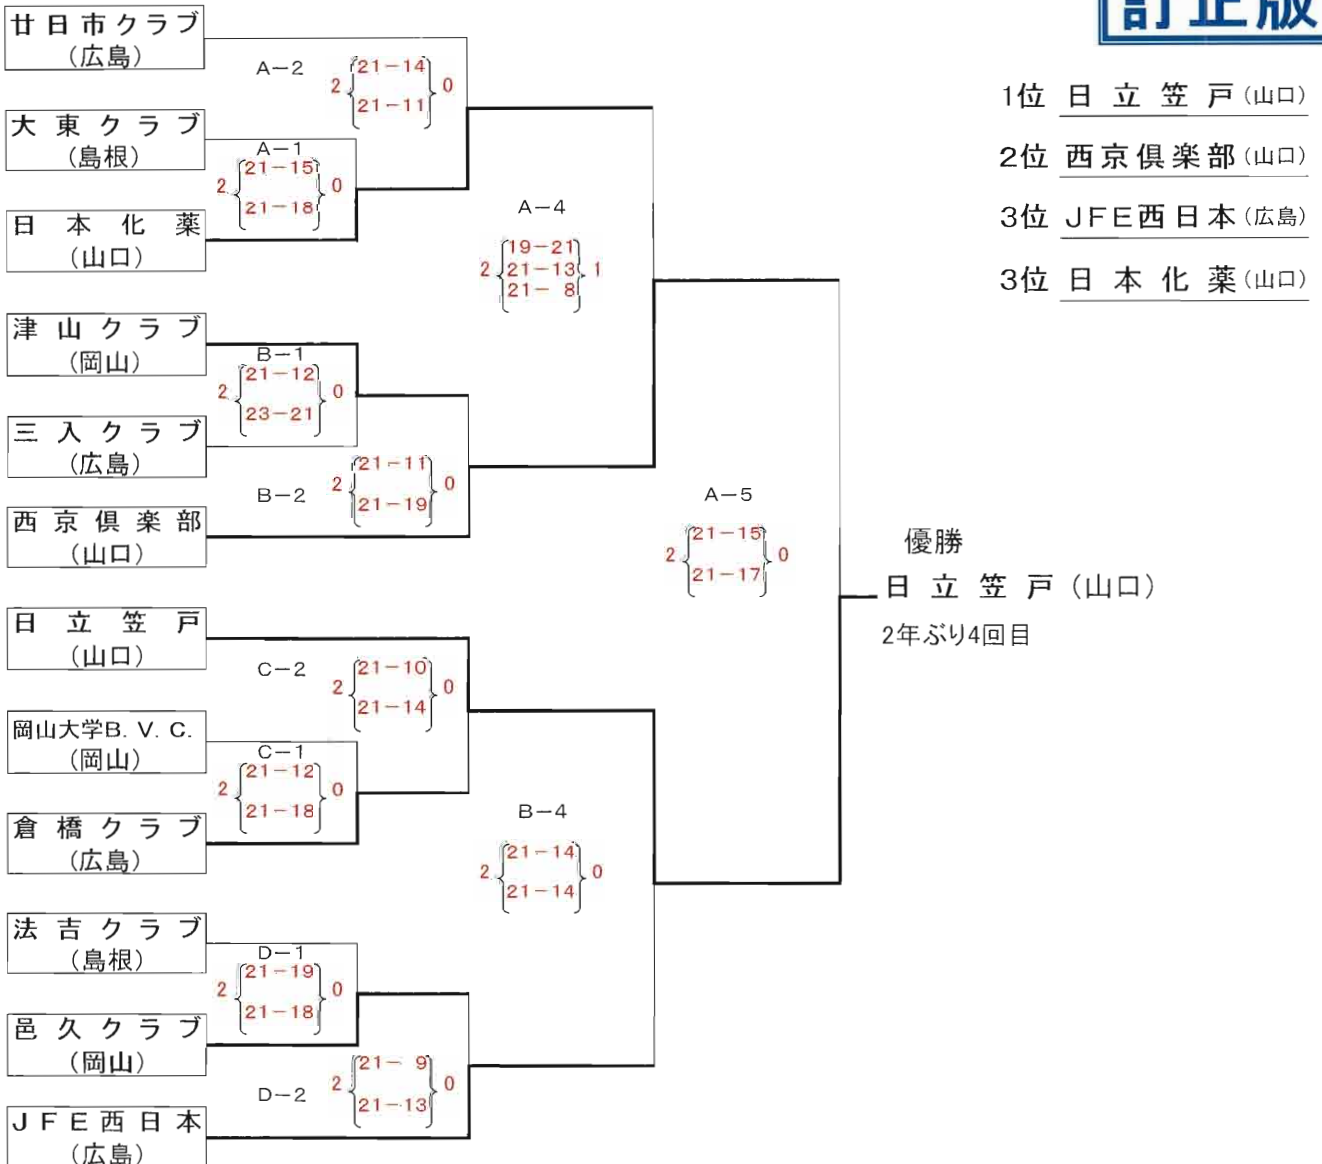 訂正版
1位 日立笠戸(山口)
2位 西京倶楽部(山口)
3位 JFE西日本(広島)
3位 日本化薬(山口)
廿日市クラブ
(広島)
A-2
2 21-14 0
21-11
大東クラブ
(島根)
A-1
2 21-15 0
21-18
日本化薬
(山口)
A-4
19-21
2 21-13 1
21- 8
津山クラブ
(岡山)
B-1
2 21-12 0
23-21
三入クラブ
(広島)
B-2
2 21-11 0
21-19
西京倶楽部
(山口)
A-5
2 21-15 0
21-17
優勝
日立笠戸(山口)
2年ぶり4回目
日立笠戸
(山口)
C-2
2 21-10 0
21-14
岡山大学B.V.C.
(岡山)
C-1
2 21-12 0
21-18
倉橋クラブ
(広島)
B-4
2 21-14 0
21-14
法吉クラブ
(島根)
D-1
2 21-19 0
21-18
邑久クラブ
(岡山)
D-2
2 21- 9 0
21-13
JFE西日本
(広島)